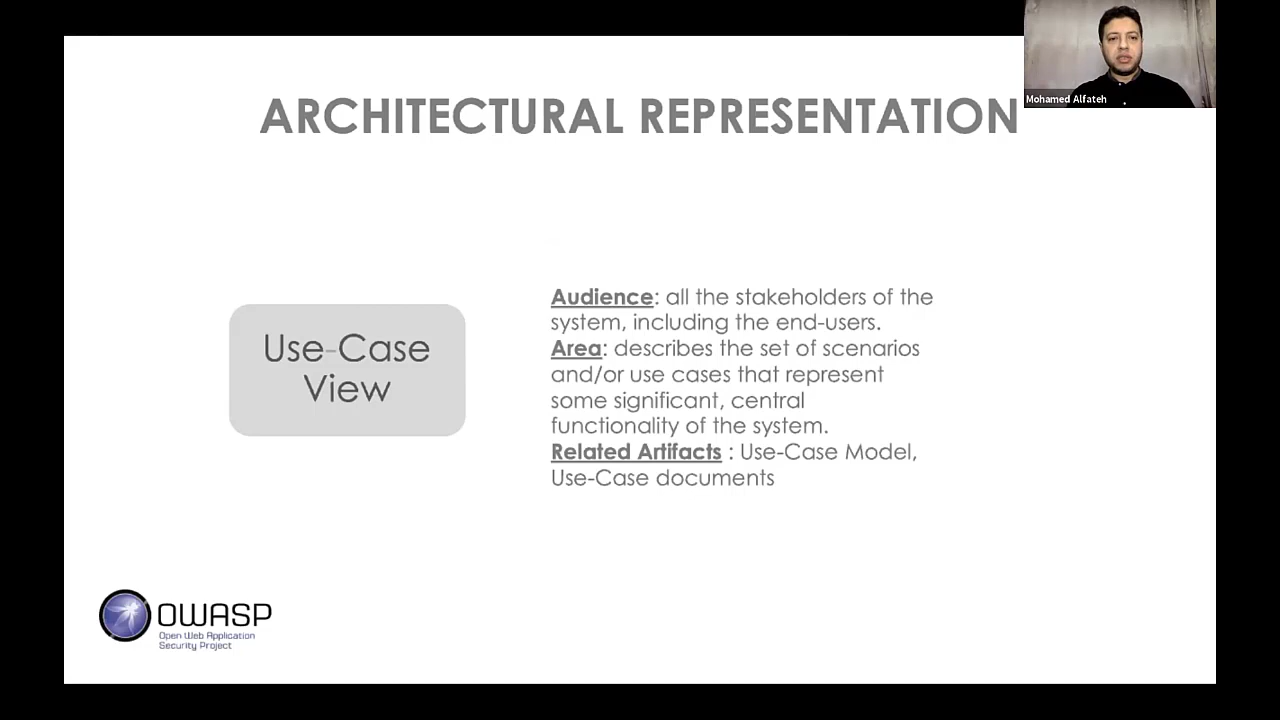 Mohamed Alfateh
ARCHITECTURAL REPRESENTATION
Use-Case
View
Audience: all the stakeholders of the
system, including the end-users.
Area: describes the set of scenarios
and/or use cases that represent
some significant, central
functionality of the system.
Related Artifacts : Use-Case Model,
Use-Case documents
OWASP
Open Web Application
Security Project